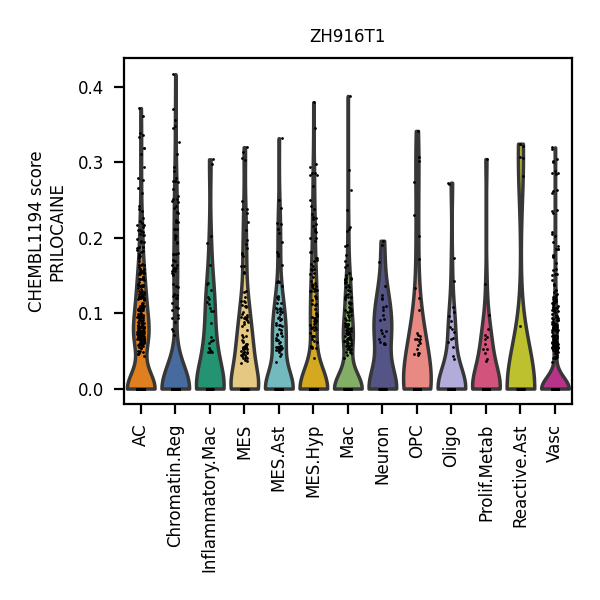 ZH916T1
CHEMBL1194 score
PRILOCAINE
0.4
0.3
0.2
0.1
0.0
AC
Chromatin.Reg
Inflammatory.Mac
MES
MES.Ast
MES.Hyp
Mac
Neuron
OPC
Oligo
Prolif.Metab
Reactive.Ast
Vasc